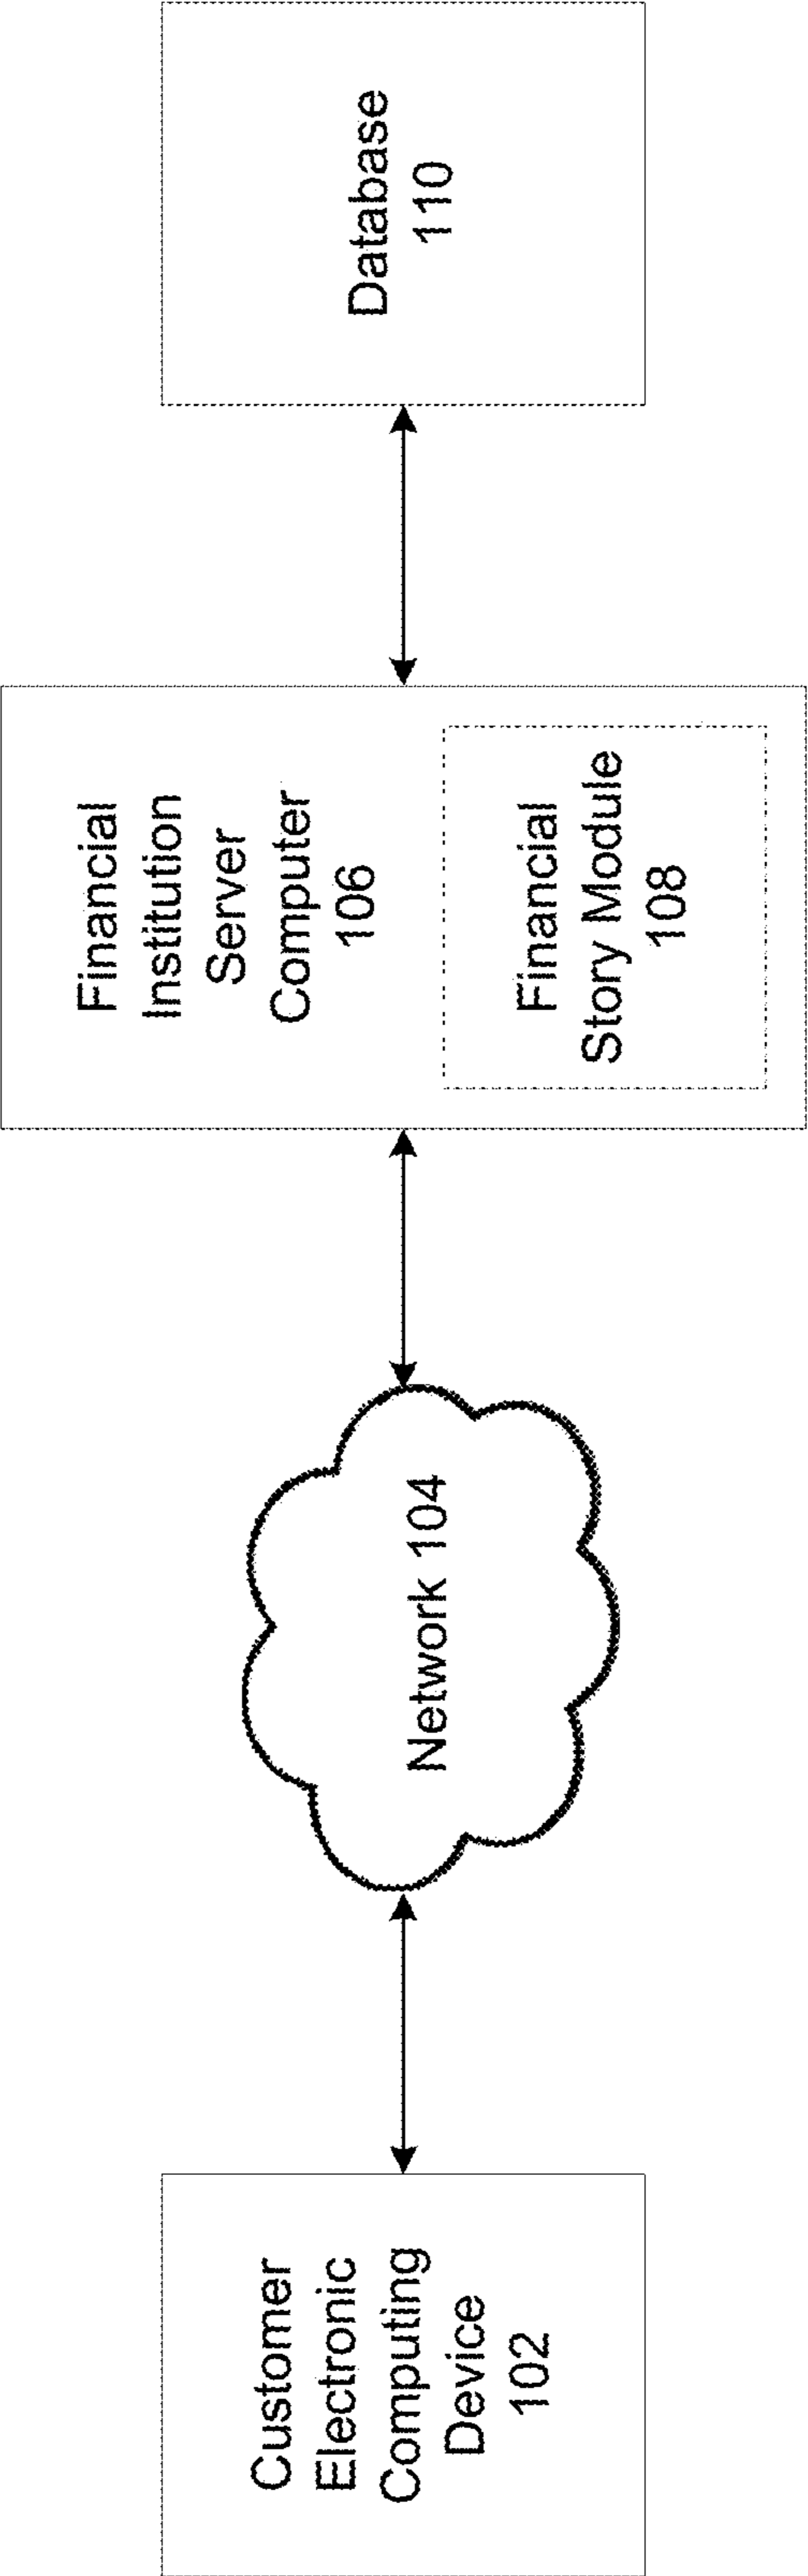 Customer
Electronic
Computing
Device
102
Network 104
Financial
Institution
Server
Computer
106
Financial
Story Module
108
Database
110